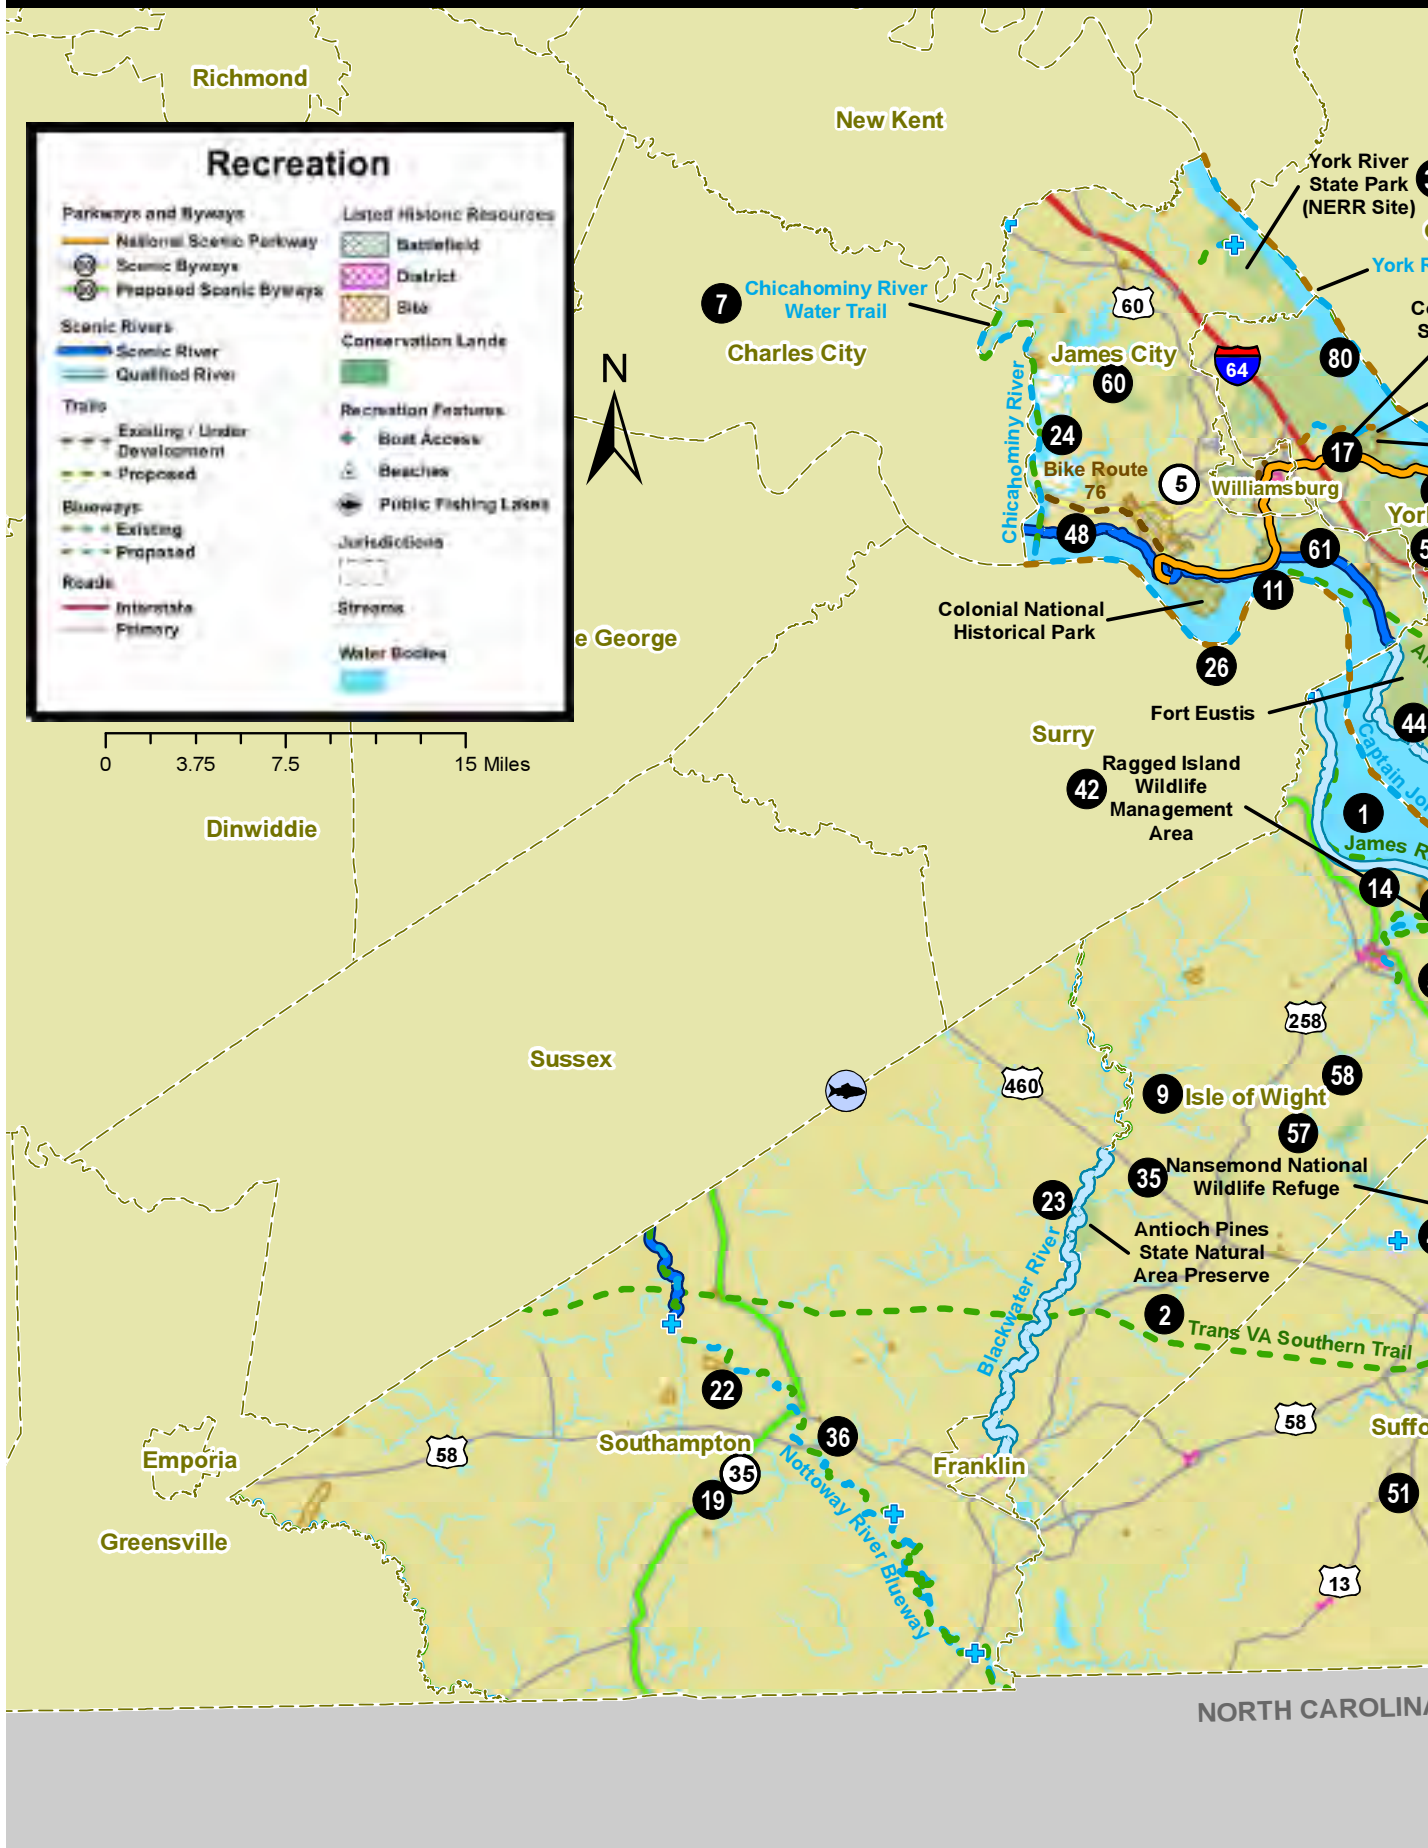 Richmond
New Kent
York River
State Park
(NERR Site)
York R
Recreation
Parkways and Byways
National Scenic Parkway
Scenic Byways
Proposed Scenic Byways
Scenic Rivers
Scenic River
Qualified River
Trails
Existing / Under
Development
Proposed
Blueways
Existing
Proposed
Roads
Interstate
Primary
Listed Historic Resources
Battlefield
District
Site
Conservation Lands
Recreation Features
Boat Access
Beaches
Public Fishing Lakes
Jurisdictions
Streams
Water Bodies
7
Chicahominy River
Water Trail
Charles City
N
60
James City
60
64
80
24
Chicahominy River
Bike Route
76
5
Williamsburg
17
York
48
61
11
Colonial National
Historical Park
26
e George
Fort Eustis
44
Captain Jo
Surry
42
Ragged Island
Wildlife
Management
Area
1
James R
14
0 3.75 7.5 15 Miles
Dinwiddie
258
58
Sussex
460
9
Isle of Wight
57
35
Nansemond National
Wildlife Refuge
23
Blackwater River
Antioch Pines
State Natural
Area Preserve
2
Trans VA Southern Trail
22
58
Suffo
Emporia
58
Southampton
36
Franklin
35
19
Nottoway River Blueway
51
Greensville
13
NORTH CAROLINA